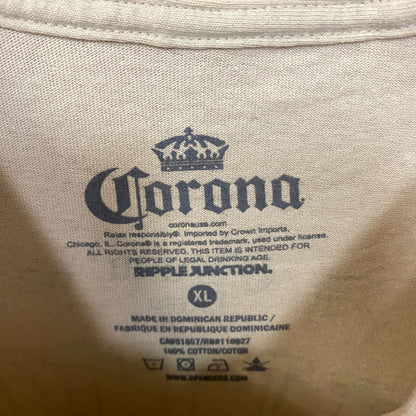 Corona
coronausa.com
Relax responsibly®. Imported by Crown Imports,
Chicago, IL. Corona® is a registered trademark, used under license.
ALL RIGHTS RESERVED. THIS ITEM IS INTENDED FOR
PEOPLE OF LEGAL DRINKING AGE.
RIPPLE JUNCTION.
XL
MADE IN DOMINICAN REPUBLIC /
FABRIQUE EN REPUBLIQUE DOMINICAINE
100% COTTON/COTON
WWW.SPENCERS.COM